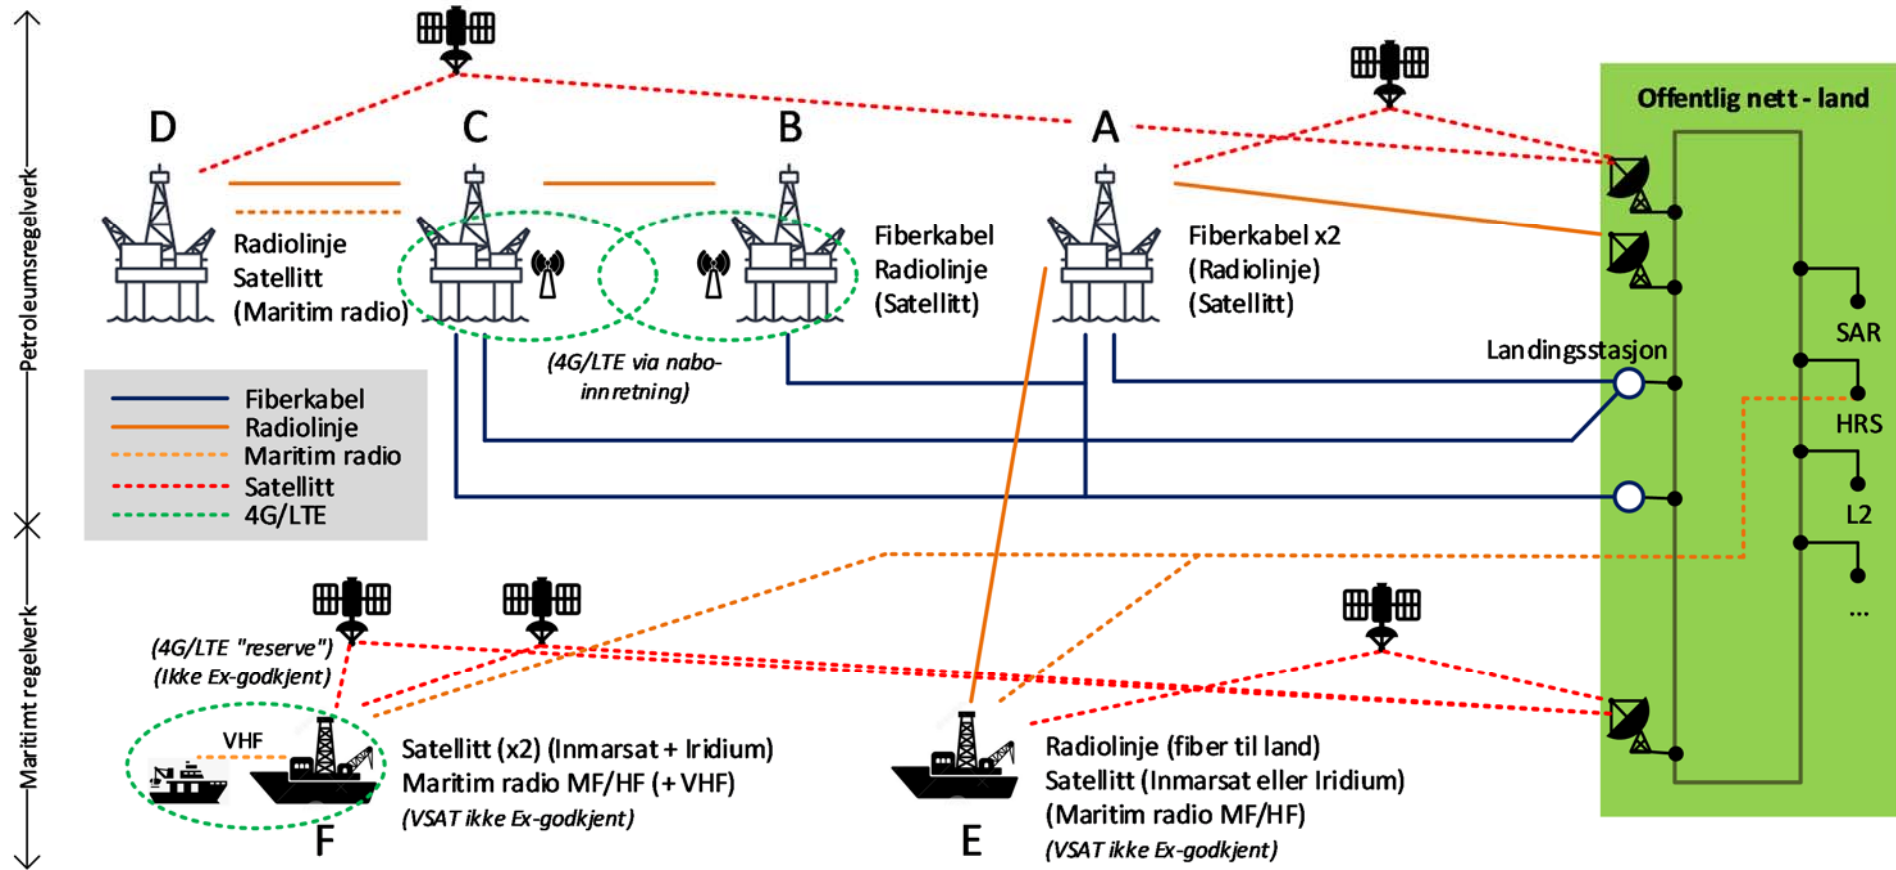 Offentlig nett - land
D
C
B
A
Petroleumsregelverk
Radiolinje
Satellitt
(Maritim radio)
Fiberkabel
Radiolinje
(Satellitt)
Fiberkabel x2
(Radiolinje)
(Satellitt)
SAR
Landingsstasjon
(4G/LTE via nabo-
innretning)
HRS
Fiberkabel
Radiolinje
Maritim radio
Satellitt
4G/LTE
L2
...
Maritimt regelverk
(4G/LTE "reserve")
(Ikke Ex-godkjent)
VHF
Satellitt (x2) (Inmarsat + Iridium)
Maritim radio MF/HF (+ VHF)
(VSAT ikke Ex-godkjent)
F
Radiolinje (fiber til land)
Satellitt (Inmarsat eller Iridium)
(Maritim radio MF/HF)
(VSAT ikke Ex-godkjent)
E